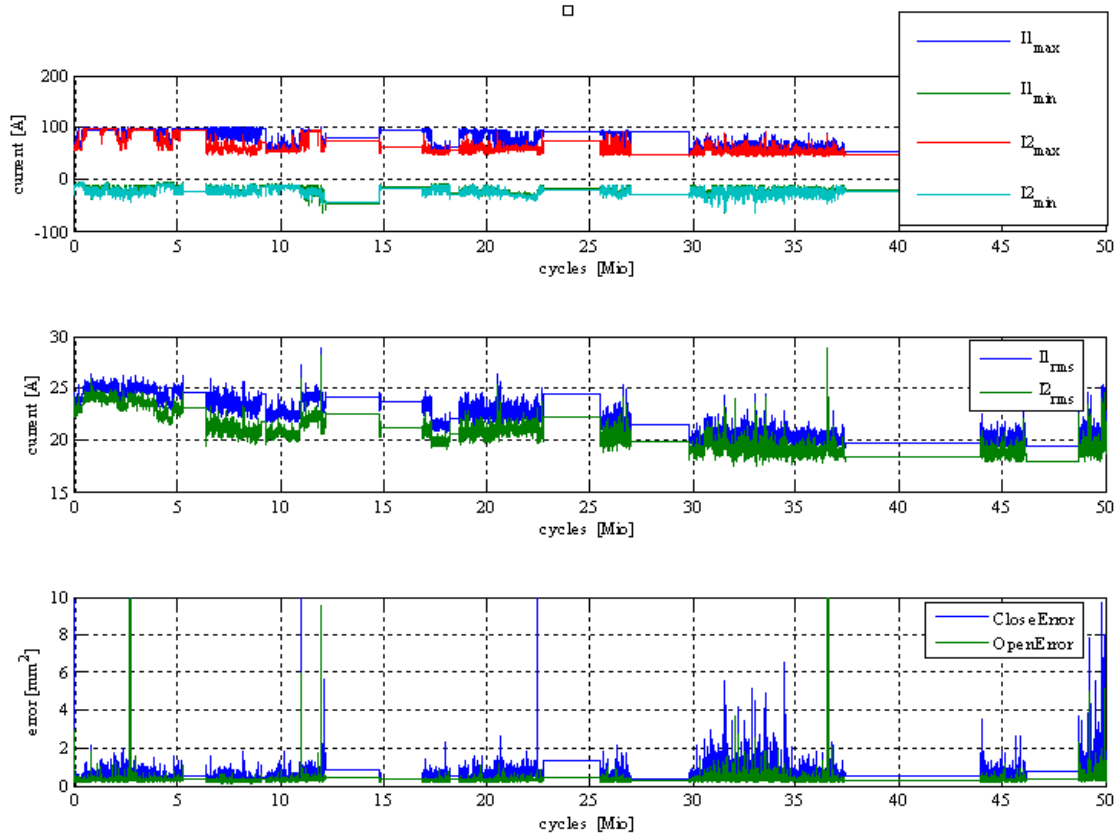 I1max
I1min
I2max
I2min
200
100
0
-100
current [A]
0 5 10 15 20 25 30 35 40 45 50
cycles [Mio]
I1rms
I2rms
30
25
20
15
current [A]
0 5 10 15 20 25 30 35 40 45 50
cycles [Mio]
CloseError
OpenError
10
8
6
4
2
0
error [mm²]
0 5 10 15 20 25 30 35 40 45 50
cycles [Mio]